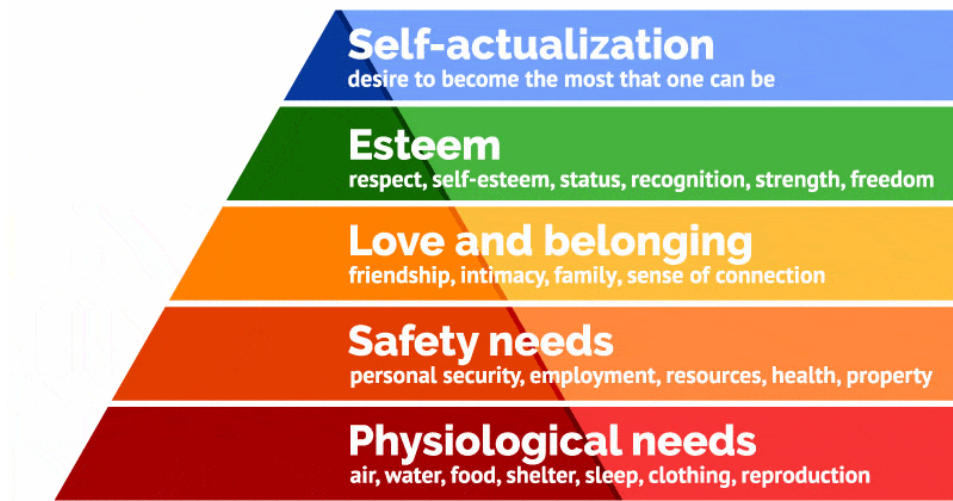 Self-actualization
desire to become the most that one can be
Esteem
respect, self-esteem, status, recognition, strength, freedom
Love and belonging
friendship, intimacy, family, sense of connection
Safety needs
personal security, employment, resources, health, property
Physiological needs
air, water, food, shelter, sleep, clothing, reproduction